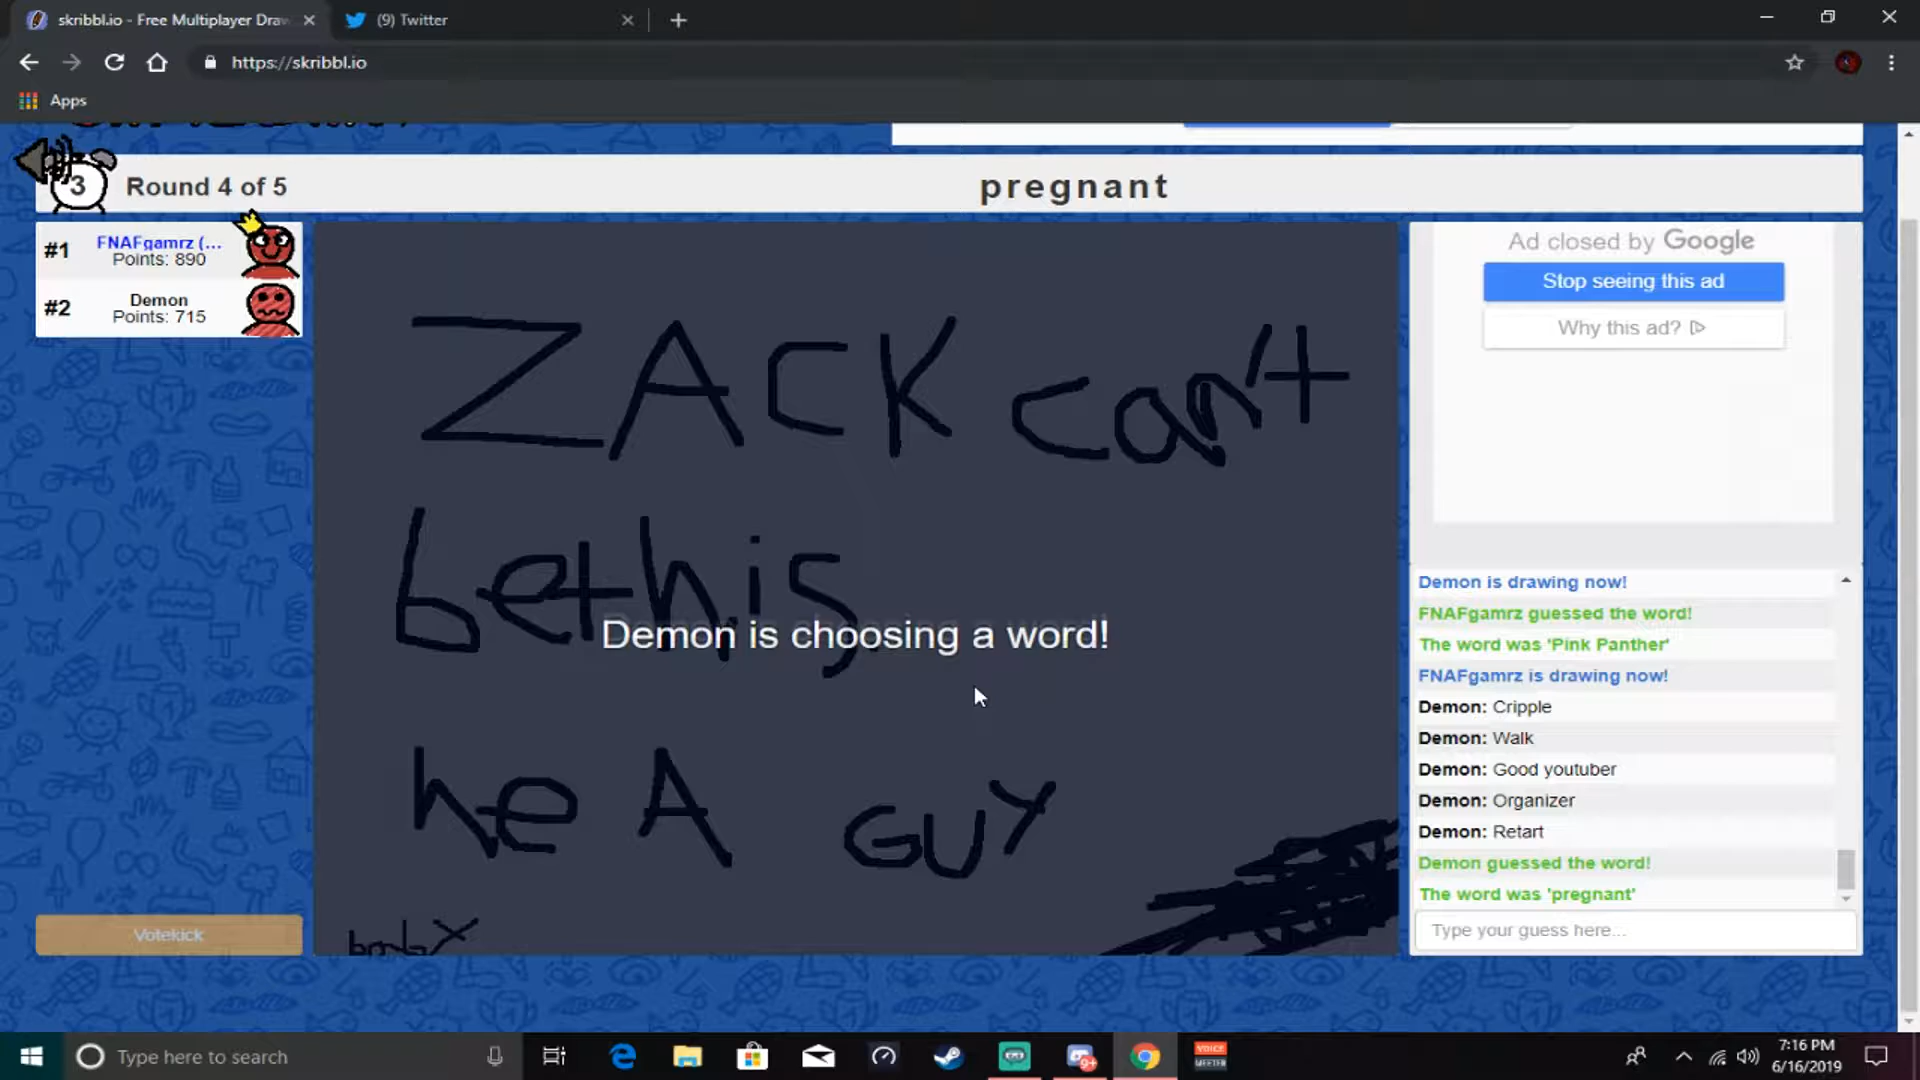 skribbl.io - Free Multiplayer Draw
(9) Twitter
https://skribbl.io
Apps
3
Round 4 of 5
pregnant
#1
FNAFgamrz (...
Points: 890
#2
Demon
Points: 715
ZACK can't
bethis
Demon is choosing a word!
he A GUY
Votekick
Ad closed by Google
Stop seeing this ad
Why this ad?
Demon is drawing now!
FNAFgamrz guessed the word!
The word was 'Pink Panther'
FNAFgamrz is drawing now!
Demon: Cripple
Demon: Walk
Demon: Good youtuber
Demon: Organizer
Demon: Retart
Demon guessed the word!
The word was 'pregnant'
Type your guess here...
Type here to search
9+
VOICE
MEETER
7:16 PM
6/16/2019